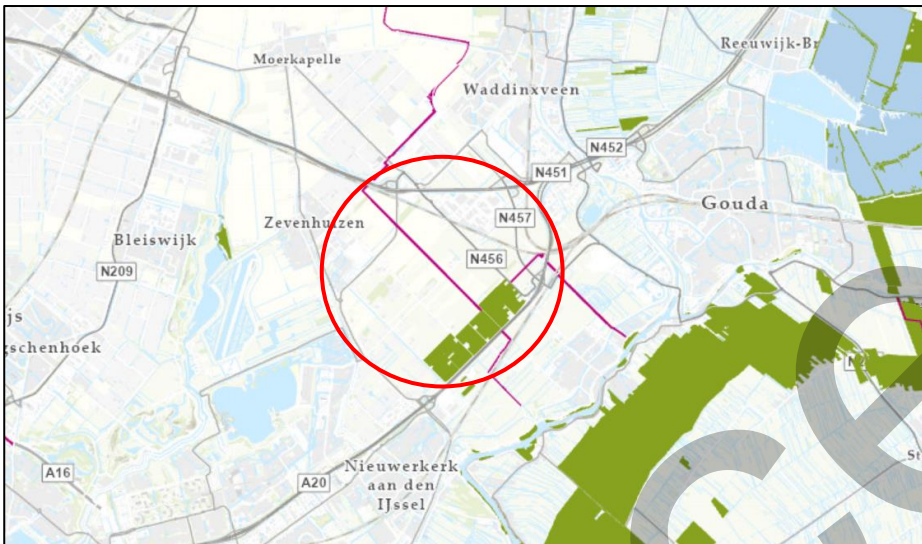 Moerkapelle
Reeuwijk-Br
Waddinxveen
N452
N451
Gouda
N457
Zevenhuizen
Bleiswijk
N456
N209
js
gschenhoek
A16
A20
Nieuwerkerk
aan den
IJssel
St